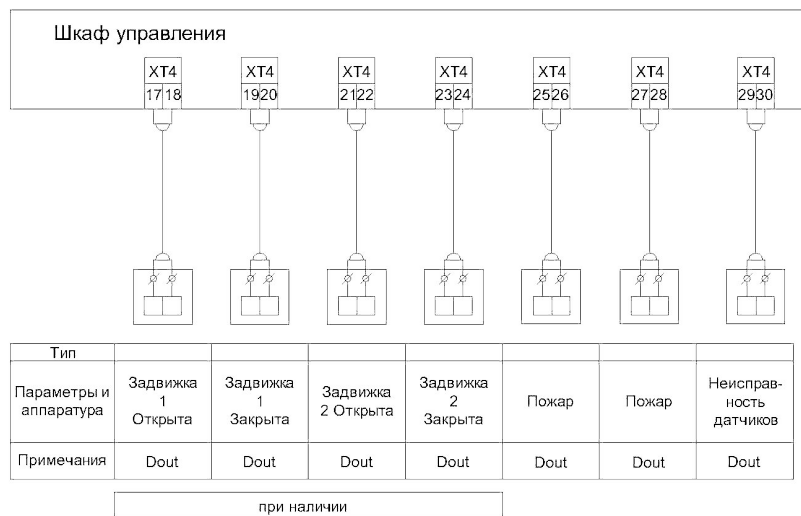 Шкаф управления
XT4 XT4 XT4 XT4 XT4 XT4 XT4
17 18 19 20 21 22 23 24 25 26 27 28 29 30
Тип
Параметры и аппаратура
Задвижка 1 Открыта
Задвижка 1 Закрыта
Задвижка 2 Открыта
Задвижка 2 Закрыта
Пожар
Пожар
Неисправ-
ность
датчиков
Примечания Dout Dout Dout Dout Dout Dout Dout
при наличии